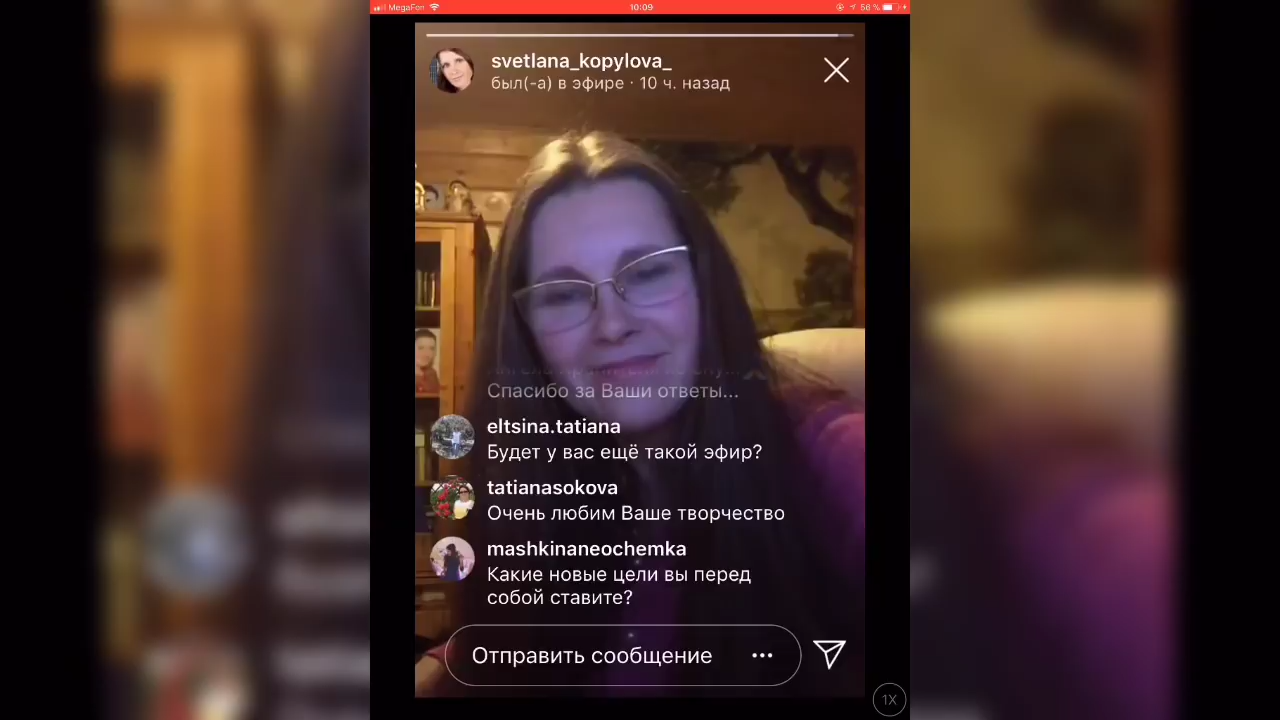 MegaFon
10:09
56 %
svetlana_kopylova_
был(-а) в эфире · 10 ч. назад
Спасибо за Ваши ответы...
eltsina.tatiana
Будет у вас ещё такой эфир?
tatianasokova
Очень любим Ваше творчество
mashkinaneochemka
Какие новые цели вы перед
собой ставите?
Отправить сообщение
1X